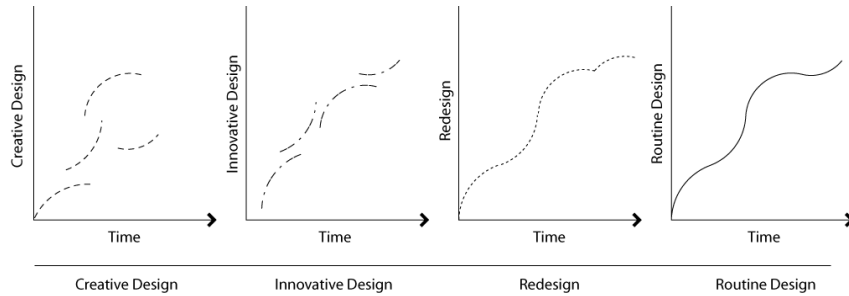 Creative Design
Time
Innovative Design
Time
Redesign
Time
Routine Design
Time
Creative Design
Innovative Design
Redesign
Routine Design